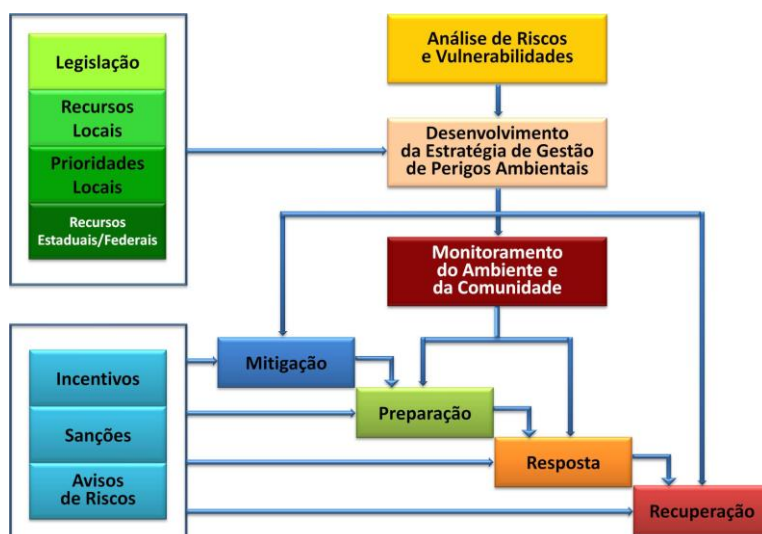 Legislação
Recursos
Locais
Prioridades
Locais
Recursos
Estaduais/Federais
Análise de Riscos
e Vulnerabilidades
Desenvolvimento
da Estratégia de Gestão
de Perigos Ambientais
Monitoramento
do Ambiente e
da Comunidade
Incentivos
Sanções
Avisos
de Riscos
Mitigação
Preparação
Resposta
Recuperação